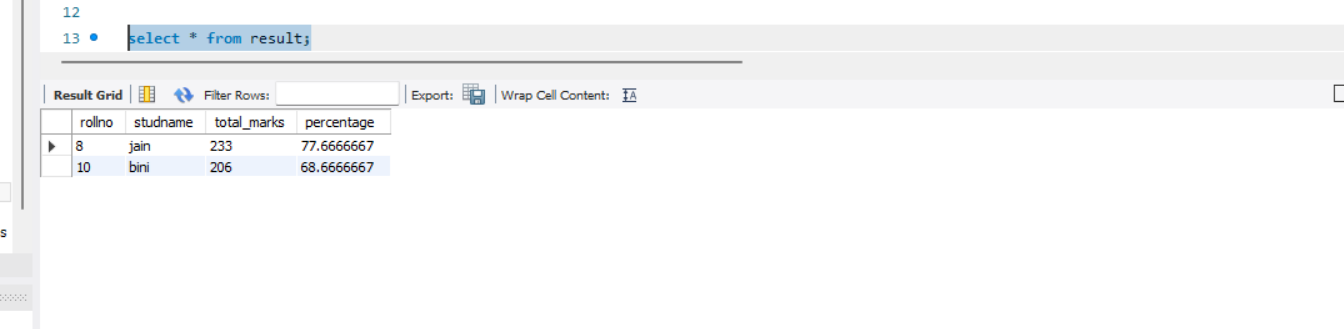 12
13 select * from result;
Result Grid Filter Rows: Export: Wrap Cell Content:
rollno studname total_marks percentage
8 jain 233 77.6666667
10 bini 206 68.6666667
s